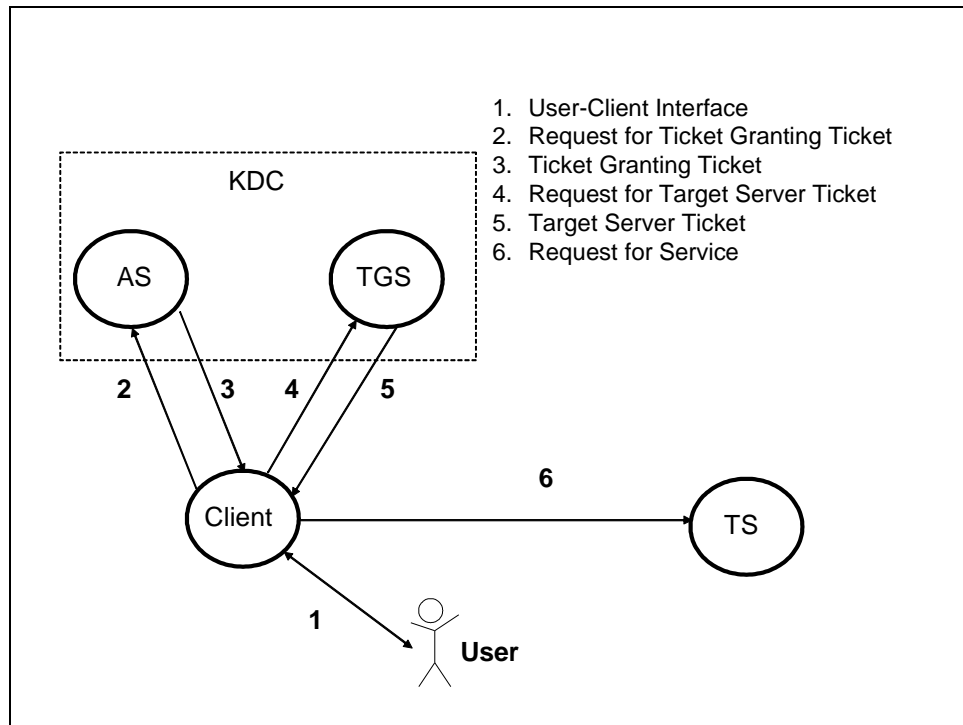 1. User-Client Interface
2. Request for Ticket Granting Ticket
3. Ticket Granting Ticket
4. Request for Target Server Ticket
5. Target Server Ticket
6. Request for Service
KDC
AS
TGS
2
3
4
5
6
Client
TS
1
User